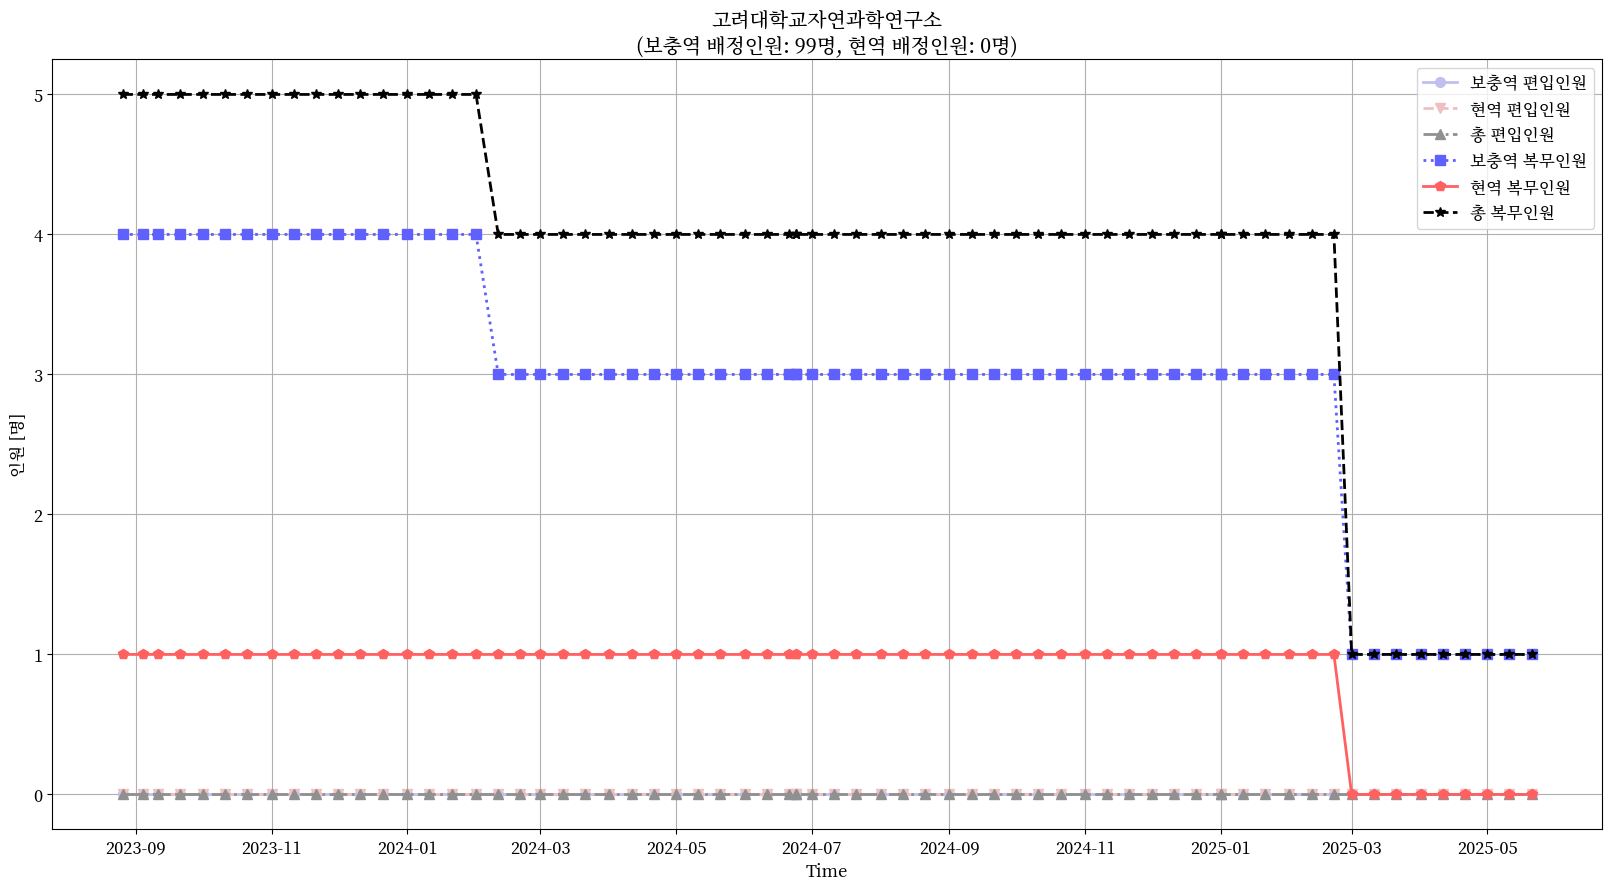 고려대학교자연과학연구소
(보충역 배정인원: 99명, 현역 배정인원: 0명)
보충역 편입인원
현역 편입인원
총 편입인원
보충역 복무인원
현역 복무인원
총 복무인원
인원 [명]
5
4
3
2
1
0
2023-09
2023-11
2024-01
2024-03
2024-05
2024-07
2024-09
2024-11
2025-01
2025-03
2025-05
Time